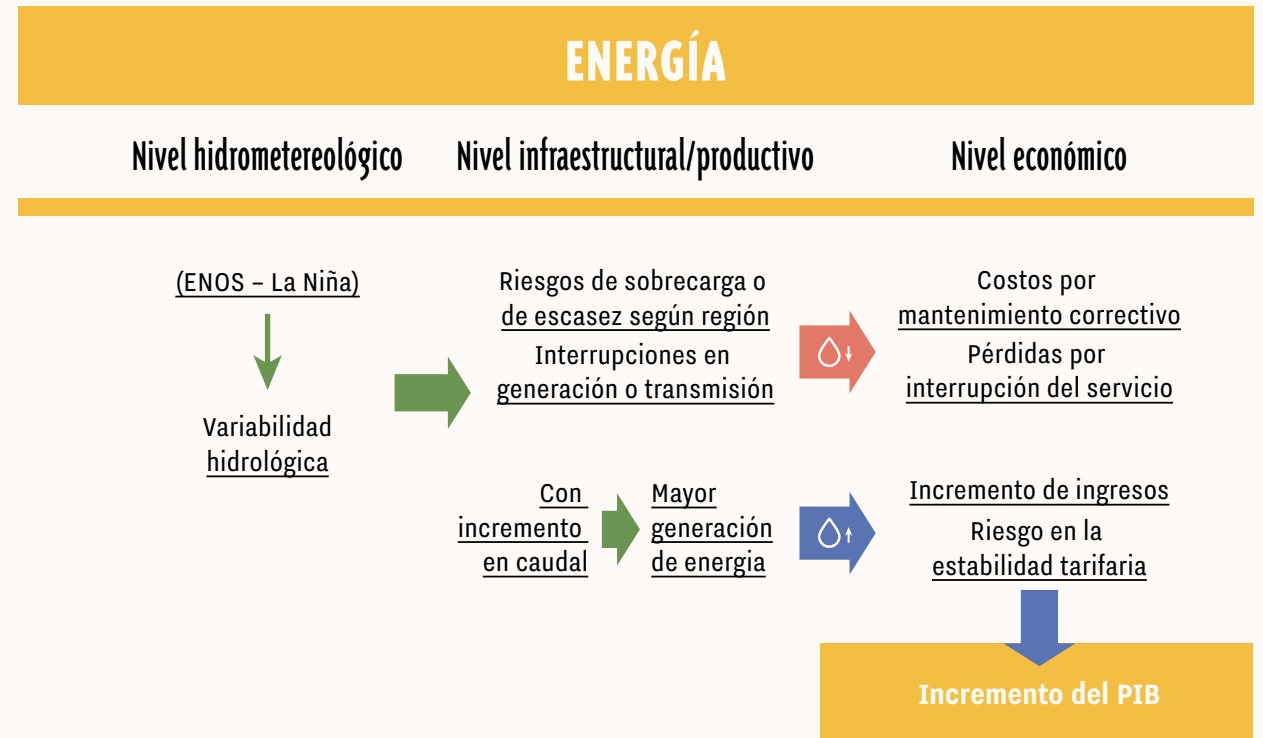 ENERGÍA
Nivel hidrometereológico
Nivel infraestructural/productivo
Nivel económico
(ENOS – La Niña)
Variabilidad
hidrológica
Riesgos de sobrecarga o
de escasez según región
Interrupciones en
generación o transmisión
Costos por
mantenimiento correctivo
Pérdidas por
interrupción del servicio
Con
incremento
en caudal
Mayor
generación
de energia
Incremento de ingresos
Riesgo en la
estabilidad tarifaria
Incremento del PIB